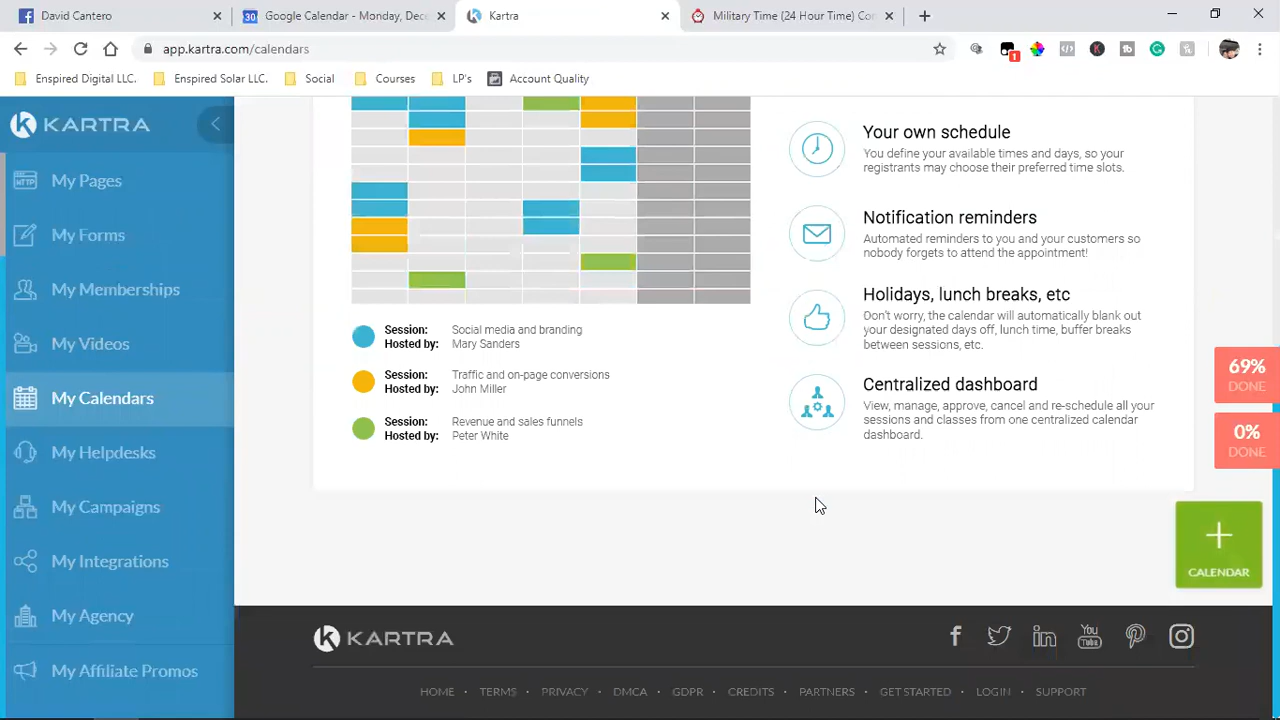 David Cantero
Google Calendar - Monday, Dec
Kartra
Military Time (24 Hour Time) Con
app.kartra.com/calendars
1
Enspired Digital LLC.
Enspired Solar LLC.
Social
Courses
LP's
Account Quality
KARTRA
My Pages
My Forms
My Memberships
My Videos
My Calendars
My Helpdesks
My Campaigns
My Integrations
My Agency
My Affiliate Promos
Session: Social media and branding
Hosted by: Mary Sanders
Session: Traffic and on-page conversions
Hosted by: John Miller
Session: Revenue and sales funnels
Hosted by: Peter White
Your own schedule
You define your available times and days, so your
registrants may choose their preferred time slots.
Notification reminders
Automated reminders to you and your customers so
nobody forgets to attend the appointment!
Holidays, lunch breaks, etc
Don't worry, the calendar will automatically blank out
your designated days off, lunch time, buffer breaks
between sessions, etc.
Centralized dashboard
View, manage, approve, cancel and re-schedule all your
sessions and classes from one centralized calendar
dashboard.
69%
DONE
0%
DONE
+
CALENDAR
KARTRA
HOME • TERMS • PRIVACY • DMCA • GDPR • CREDITS • PARTNERS • GET STARTED • LOGIN • SUPPORT